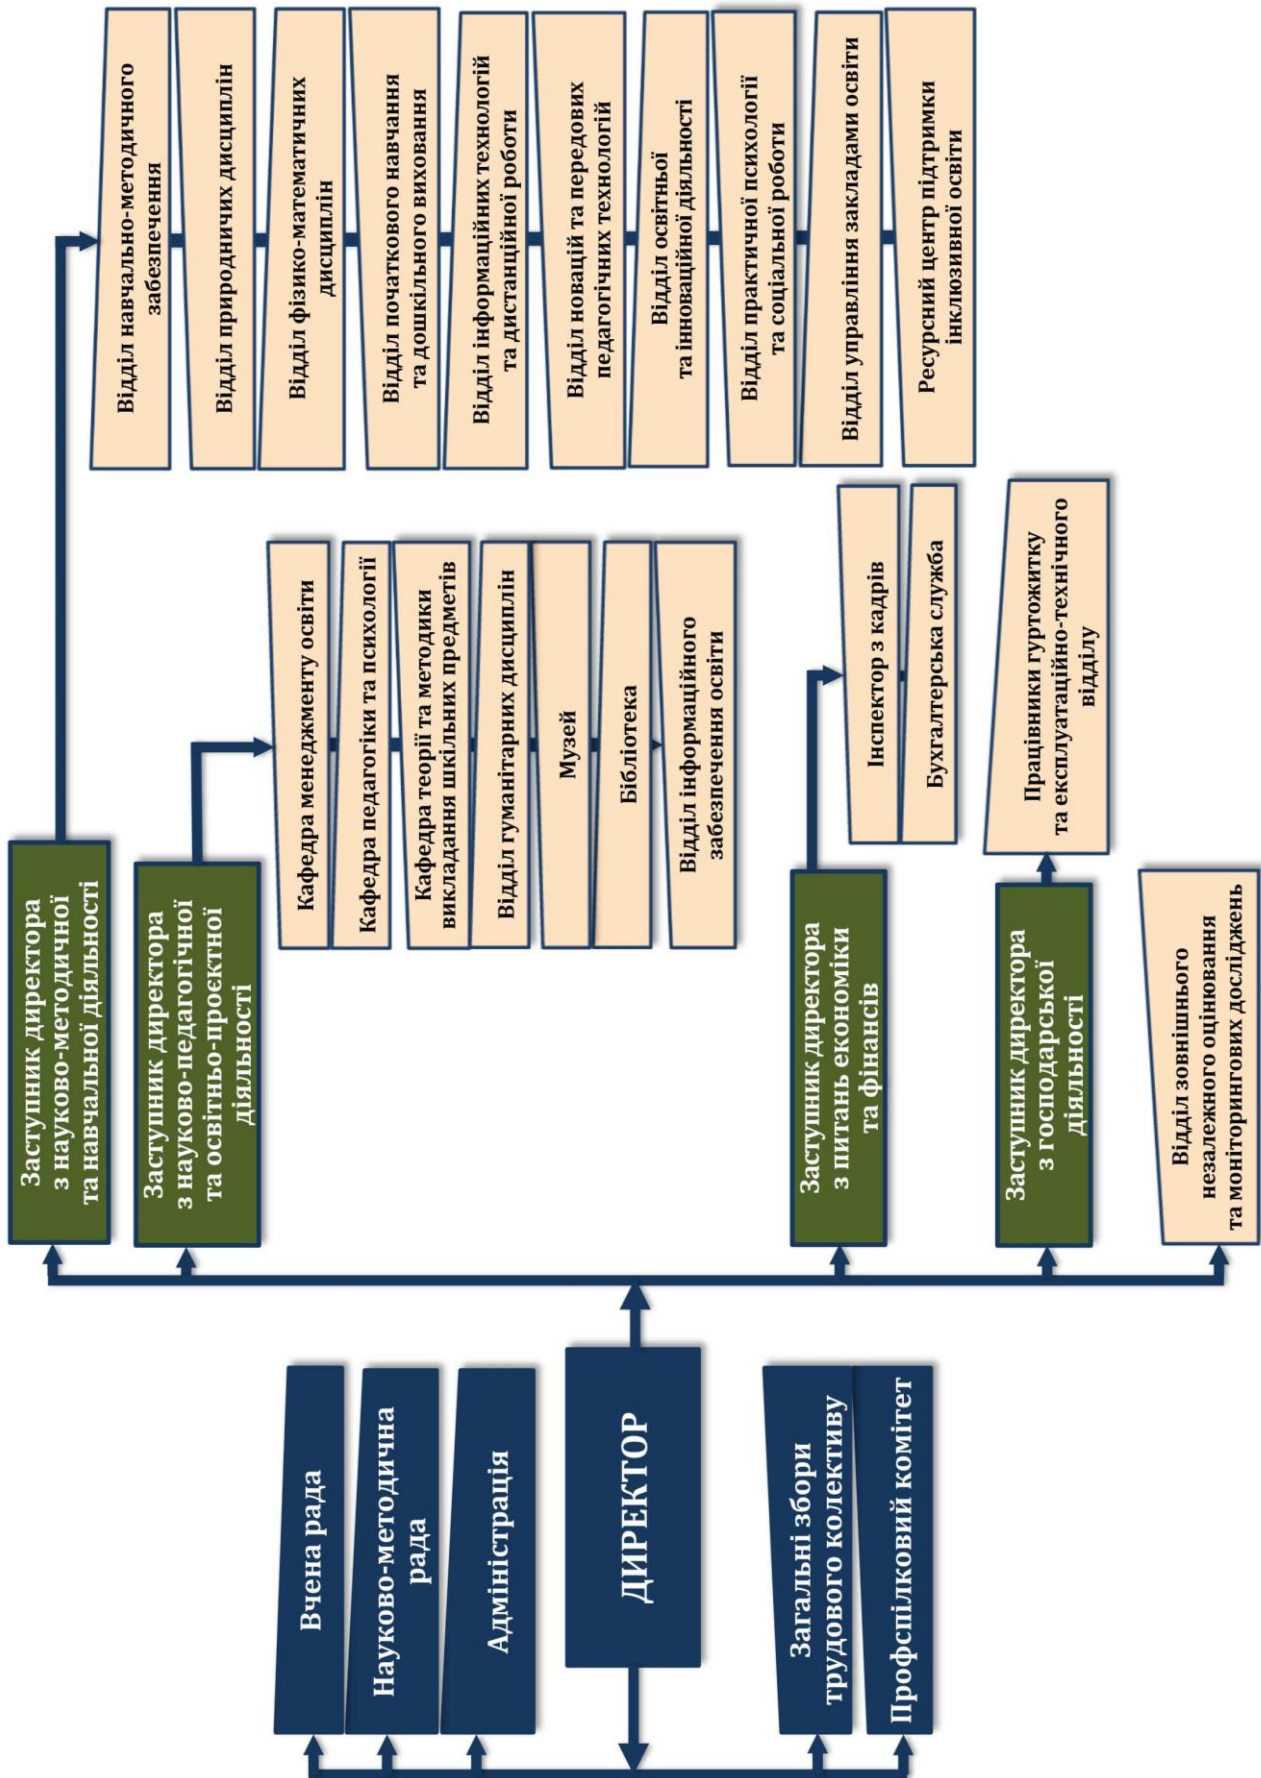 Вчена рада
Науково-методична
рада
Адміністрація
ДИРЕКТОР
Загальні збори
трудового колективу
Профспілковий комітет
Заступник директора
з науково-методичної
та навчальної діяльності
Заступник директора
з науково-педагогічної
та освітньо-проєктної
діяльності
Заступник директора
з питань економіки
та фінансів
Заступник директора
з господарської
діяльності
Відділ зовнішнього
незалежного оцінювання
та моніторингових досліджень
Кафедра менеджменту освіти
Кафедра педагогіки та психології
Кафедра теорії та методики
викладання шкільних предметів
Відділ гуманітарних дисциплін
Музей
Бібліотека
Відділ інформаційного
забезпечення освіти
Інспектор з кадрів
Бухгалтерська служба
Працівники гуртожитку
та експлуатаційно-технічного
відділу
Відділ навчально-методичного
забезпечення
Відділ природничих дисциплін
Відділ фізико-математичних
дисциплін
Відділ початкового навчання
та дошкільного виховання
Відділ інформаційних технологій
та дистанційної роботи
Відділ новацій та передових
педагогічних технологій
Відділ освітньої
та інноваційної діяльності
Відділ практичної психології
та соціальної роботи
Відділ управління закладами освіти
Ресурсний центр підтримки
інклюзивної освіти